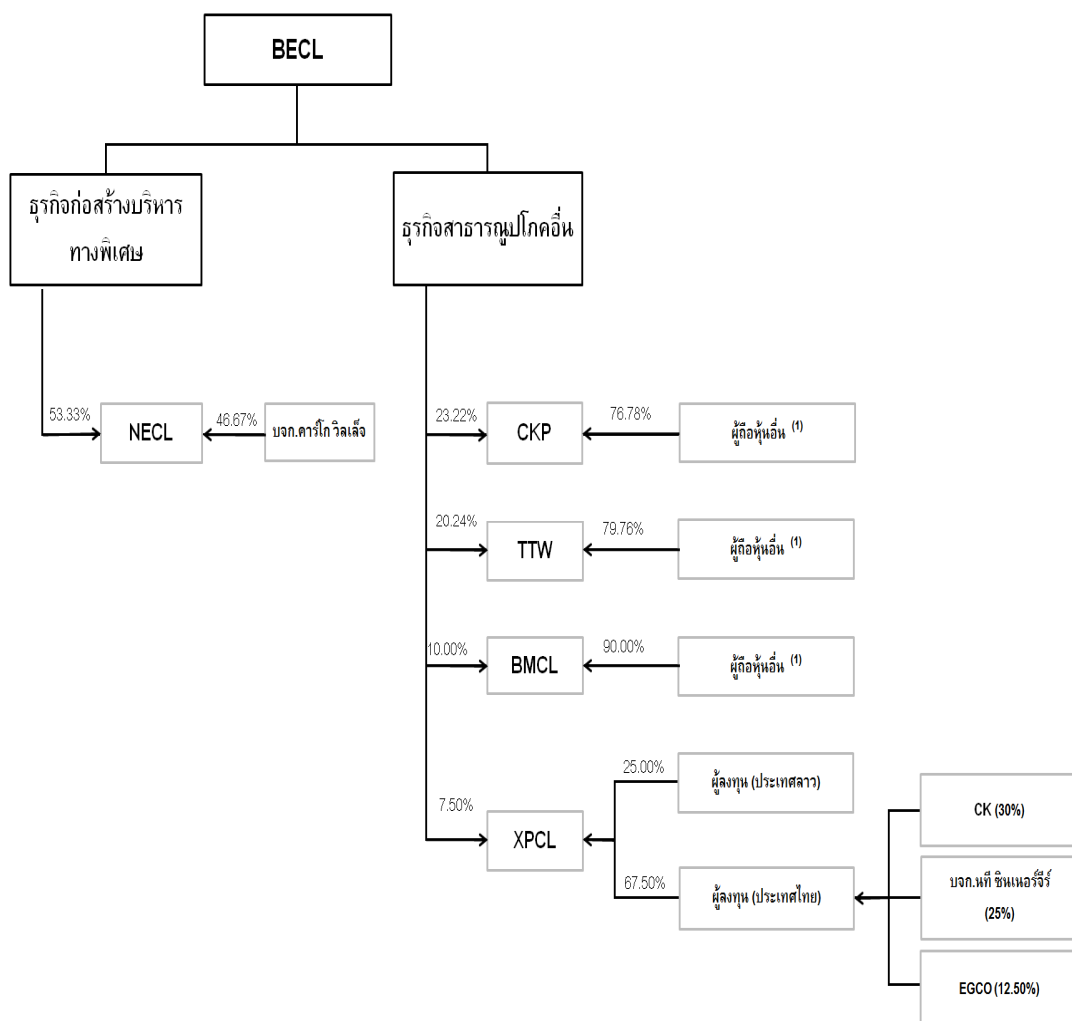 BECL
ธุรกิจก่อสร้างบริหาร
ทางพิเศษ
ธุรกิจสาธารณูปโภคอื่น
53.33%
NECL
46.67%
บจก.คาร์โก วิลเล็จ
23.22%
CKP
76.78%
ผู้ถือหุ้นอื่น (1)
20.24%
TTW
79.76%
ผู้ถือหุ้นอื่น (1)
10.00%
BMCL
90.00%
ผู้ถือหุ้นอื่น (1)
7.50%
XPCL
25.00%
ผู้ลงทุน (ประเทศลาว)
67.50%
ผู้ลงทุน (ประเทศไทย)
CK (30%)
บจก.นที ซินเนอร์จีร์
(25%)
EGCO (12.50%)